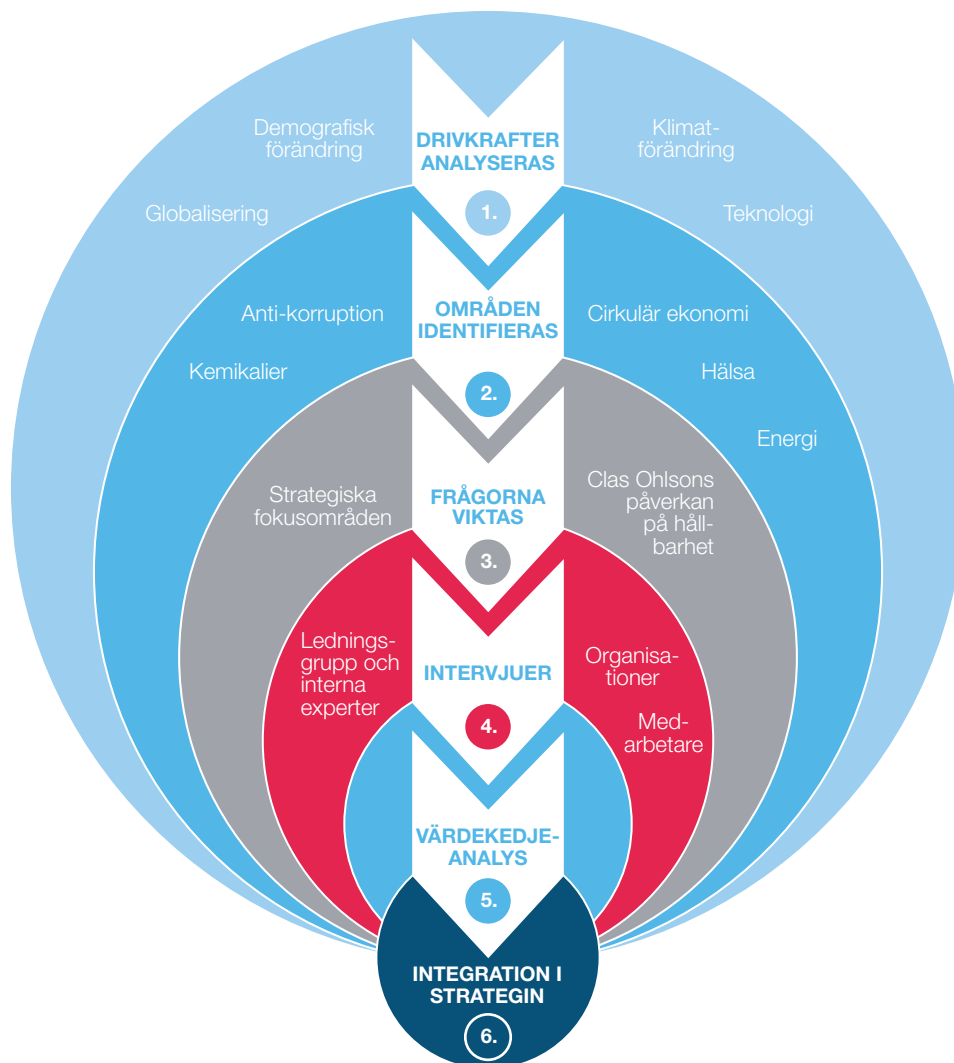 Demografisk
förändring
Globalisering
DRIVKRAFTER
ANALYSERAS
1.
Klimat-
förändring
Teknologi
Anti-korruption
Kemikalier
OMRÅDEN
IDENTIFIERAS
2.
Cirkulär ekonomi
Hälsa
Energi
Strategiska
fokusområden
FRÅGORNA
VIKTAS
3.
Clas Ohlsons
påverkan
på håll-
barhet
Lednings-
grupp och
interna
experter
INTERVJUER
4.
Organisa-
tioner
Med-
arbetare
VÄRDEKEDJE-
ANALYS
5.
INTEGRATION I
STRATEGIN
6.